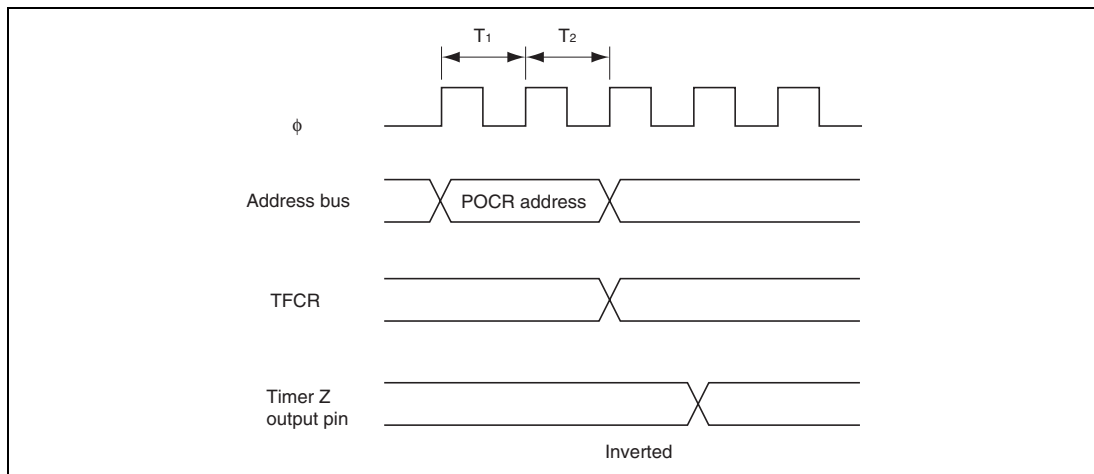 T1 T2
ϕ
Address bus POCR address
TFCR
Timer Z
output pin
Inverted